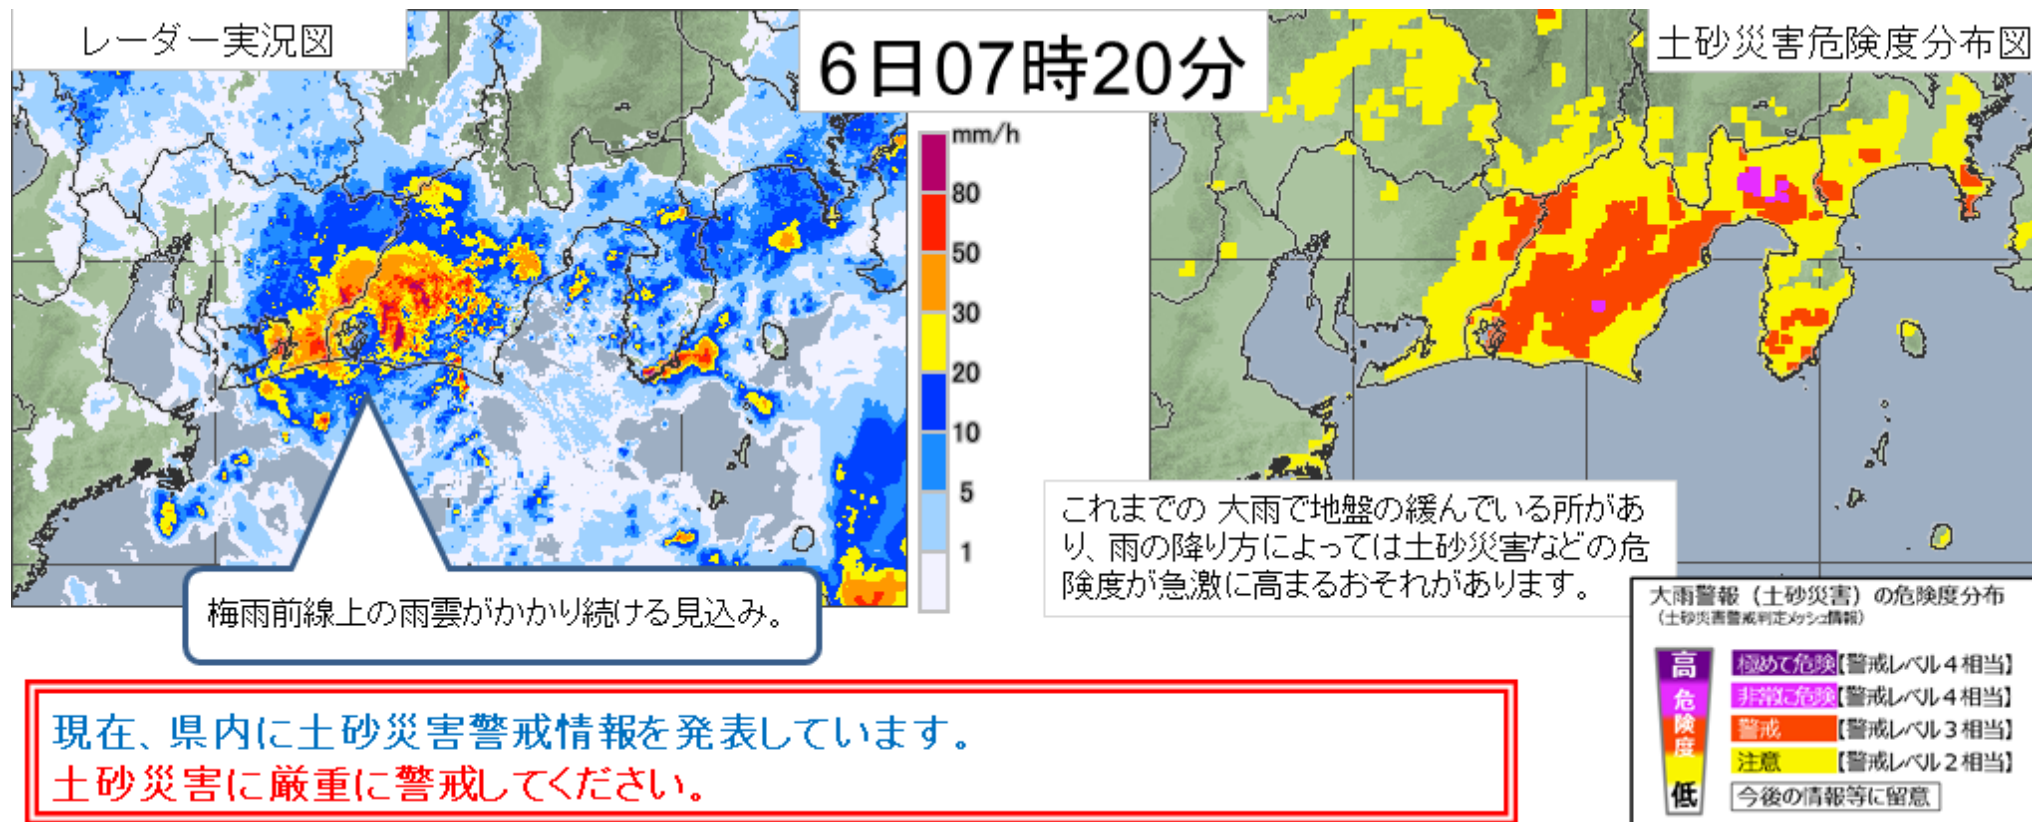 レーダー実況図
6日07時20分
土砂災害危険度分布図
mm/h
80
50
30
20
10
5
1
梅雨前線上の雨雲がかかり続ける見込み。
これまでの 大雨で地盤の緩んでいる所があ
り、雨の降り方によっては土砂災害などの危
険度が急激に高まるおそれがあります。
現在、県内に土砂災害警戒情報を発表しています。
土砂災害に厳重に警戒してください。
大雨警報（土砂災害）の危険度分布
（土砂災害警戒判定メッシュ情報）
高
危
険
度
低
極めて危険【警戒レベル4相当】
非常に危険【警戒レベル4相当】
警戒【警戒レベル3相当】
注意【警戒レベル2相当】
今後の情報等に留意